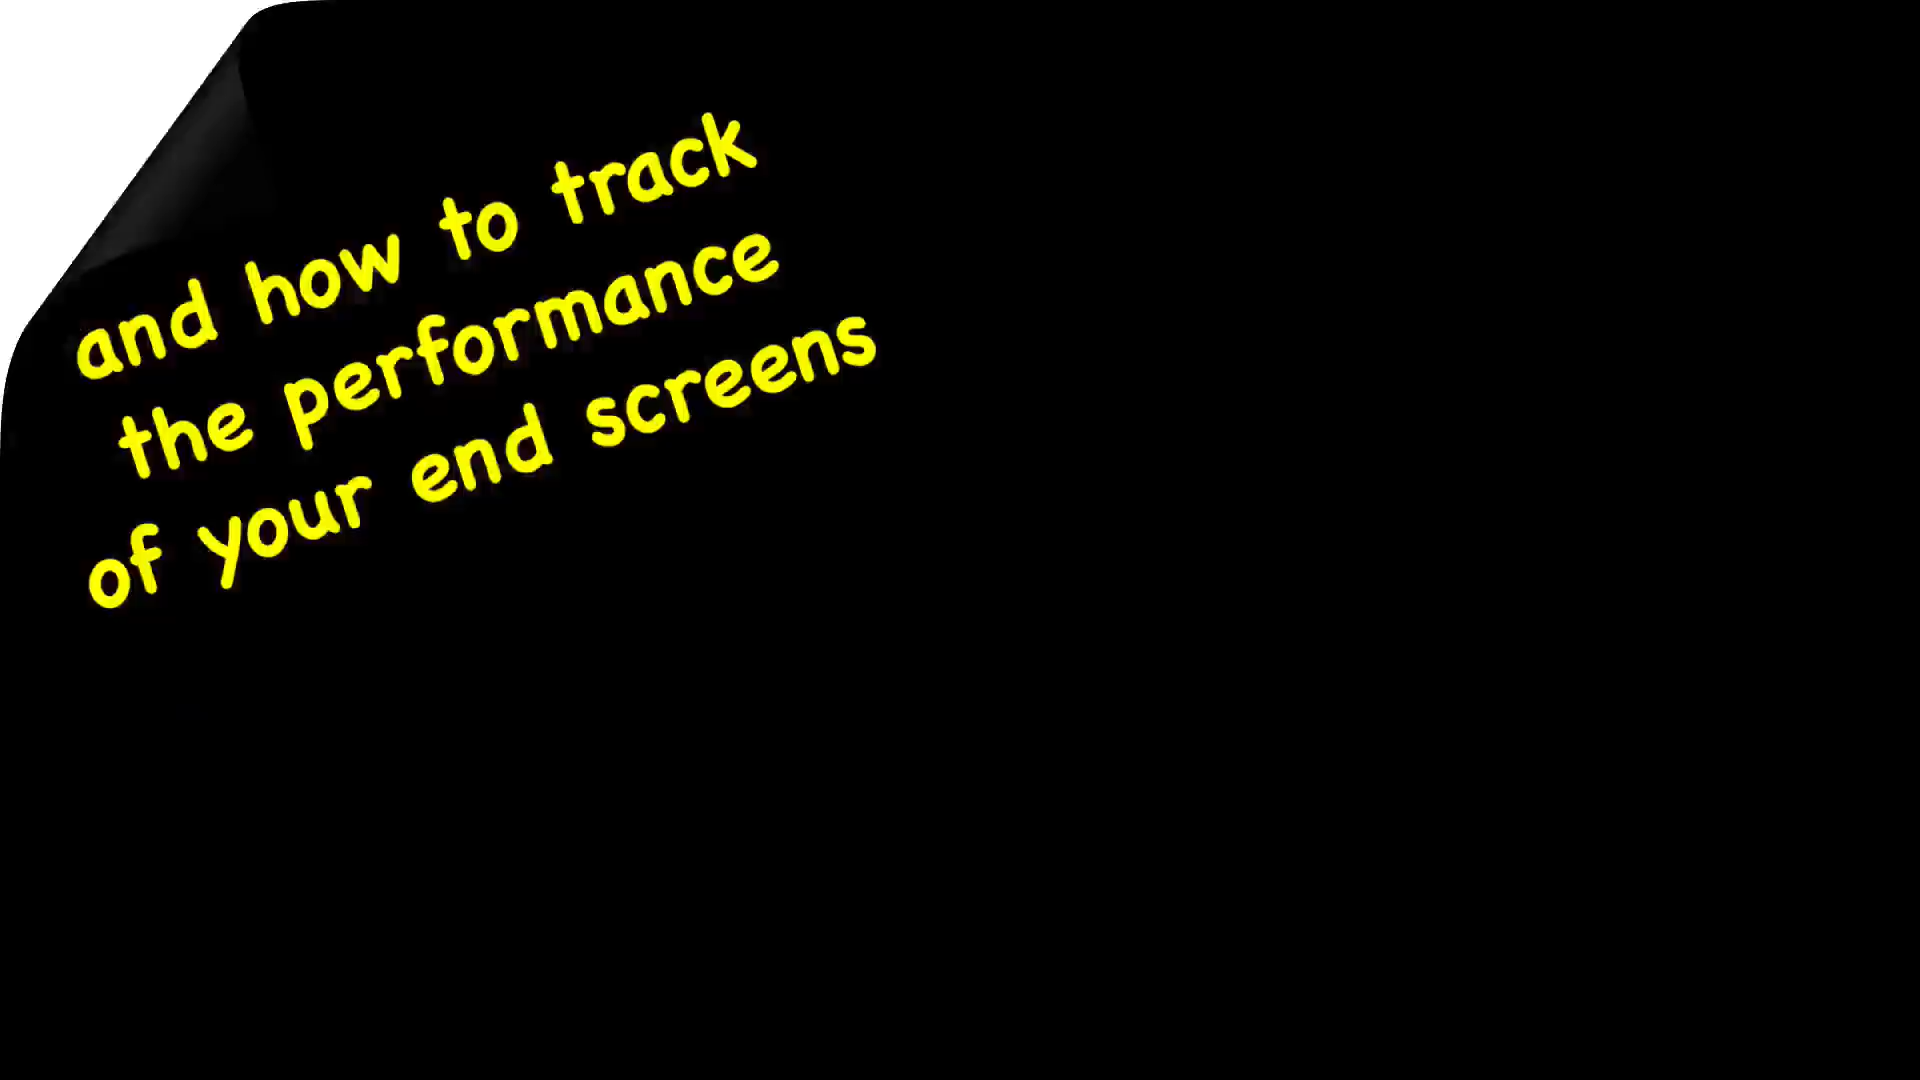 and how to track
the performance
of your end screens